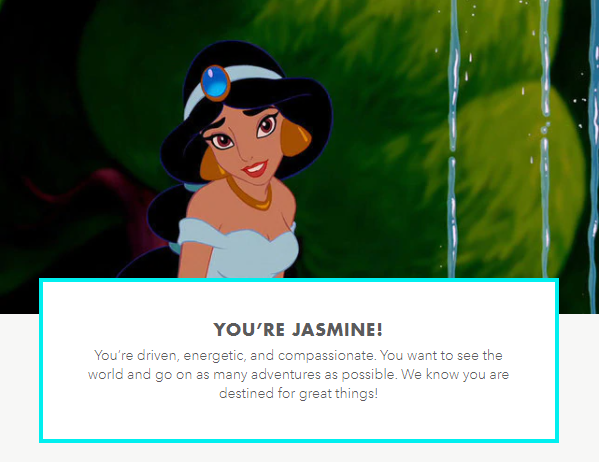 YOU'RE JASMINE!
You're driven, energetic, and compassionate. You want to see the
world and go on as many adventures as possible. We know you are
destined for great things!